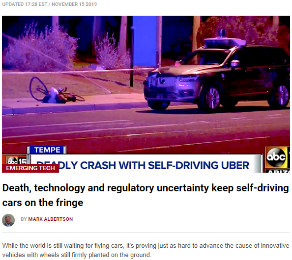 UPDATED 17:28 EST / NOVEMBER 15 2019
TEMPE
abc 15
DEADLY CRASH WITH SELF-DRIVING UBER
abc
EMERGING TECH
Death, technology and regulatory uncertainty keep self-driving
cars on the fringe
BY MARK ALBERTSON
While the world is still waiting for flying cars, it's proving just as hard to advance the cause of innovative
vehicles with wheels still firmly planted on the ground.